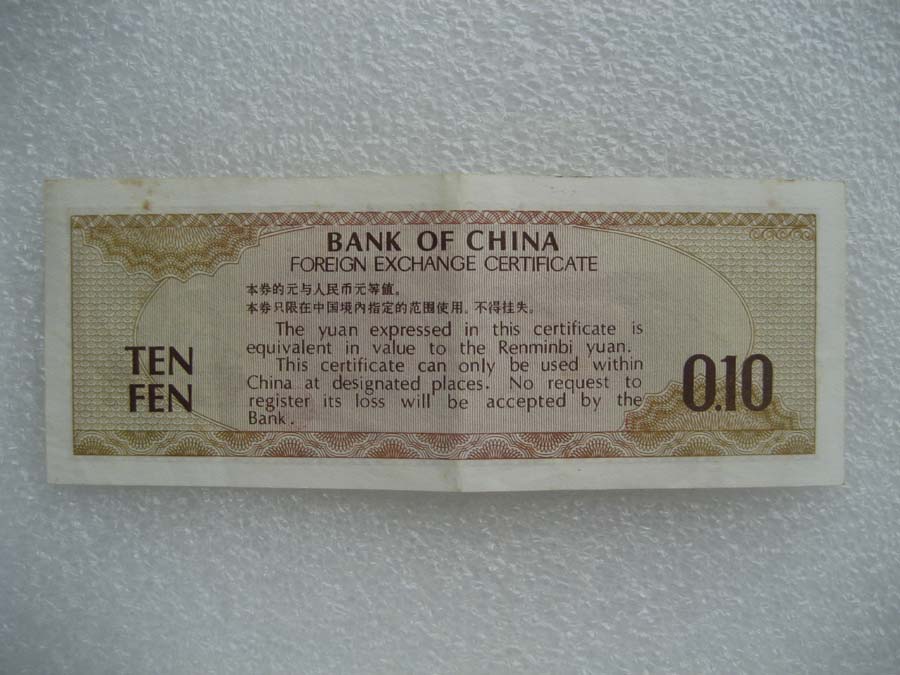 BANK OF CHINA
FOREIGN EXCHANGE CERTIFICATE
本券的元与人民币元等值。
本券只限在中国境内指定的范围使用。不得挂失。
The yuan expressed in this certificate is
equivalent in value to the Renminbi yuan.
This certificate can only be used within
China at designated places. No request to
register its loss will be accepted by the
Bank.
TEN
FEN
0.10